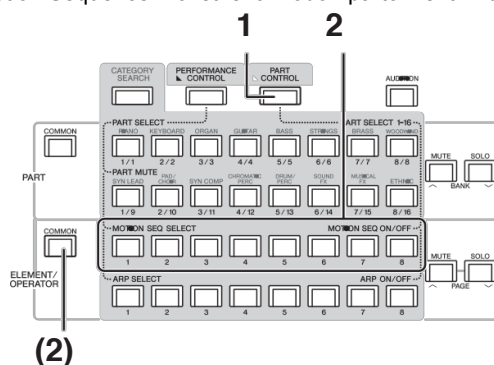 1 2
CATEGORY SEARCH
PERFORMANCE CONTROL
PART CONTROL
AUDITION
PART SELECT
COMMON
PIANO KEYBOARD ORGAN GUITAR BASS STRINGS BRASS WOODWIND
1/1 2/2 3/3 4/4 5/5 6/6 7/7 8/8
MUTE SOLO
BANK
PART
PART MUTE
SYN LEAD PAD/CHOIR SYN COMP CHROMATIC PERC DRUM/PERC SOUND FX MUSICAL FX ETHNIC
1/9 2/10 3/11 4/12 5/13 6/14 7/15 8/16
COMMON
MOTION SEQ SELECT MOTION SEQ ON/OFF
1 2 3 4 5 6 7 8
MUTE SOLO
PAGE
ELEMENT/
OPERATOR
ARP SELECT ARP ON/OFF
1 2 3 4 5 6 7 8
(2)